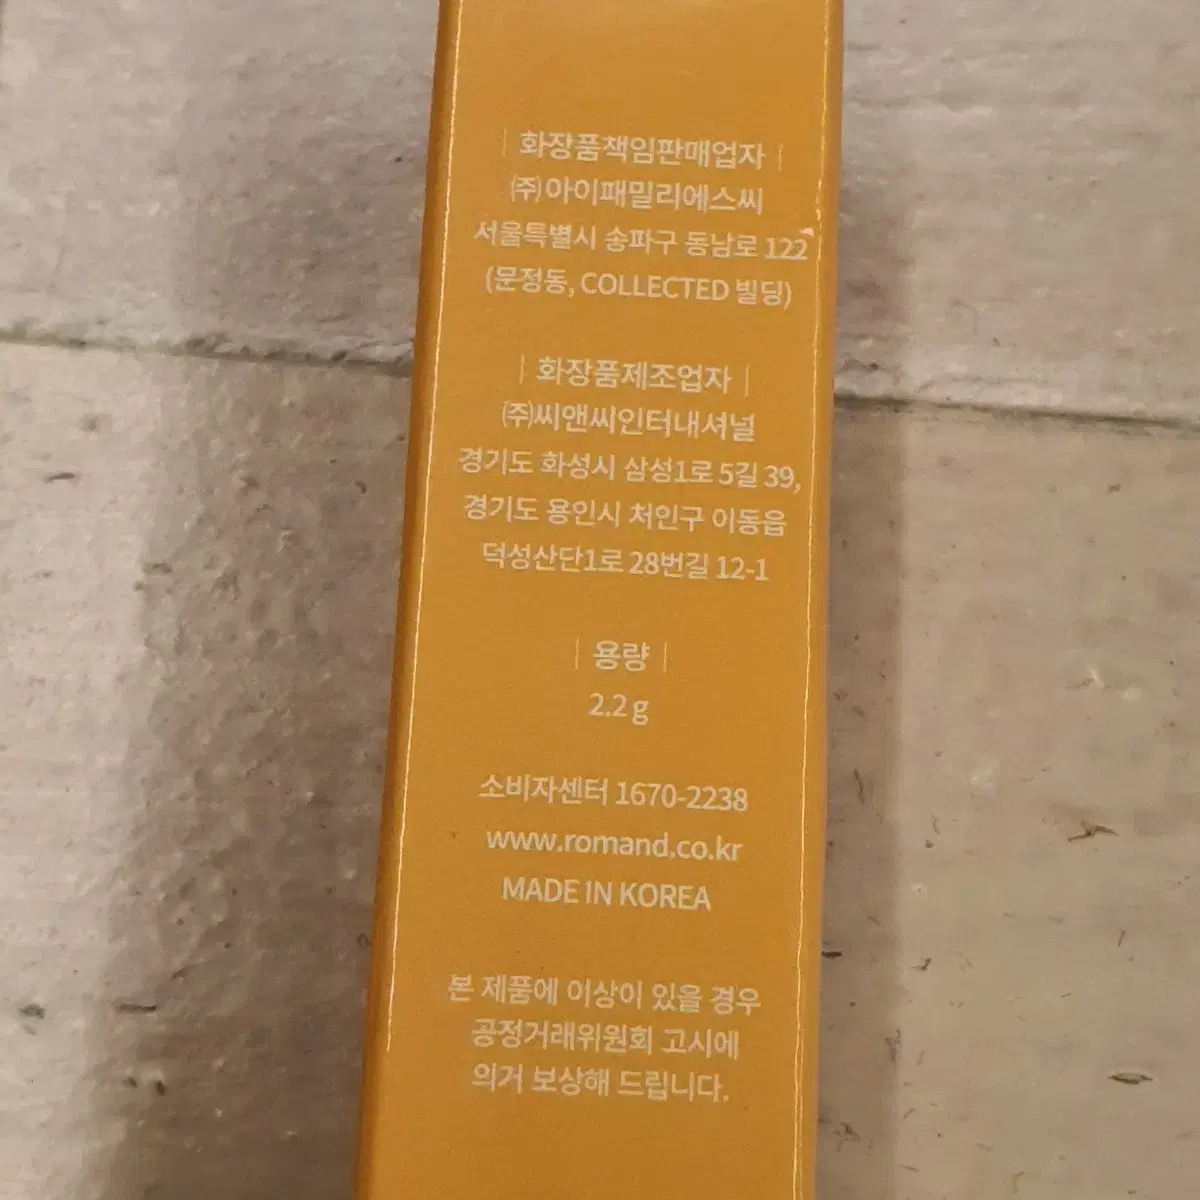 | 화장품책임판매업자 |
㈜아이패밀리에스씨
서울특별시 송파구 동남로 122
(문정동, COLLECTED 빌딩)
| 화장품제조업자 |
㈜씨앤씨인터내셔널
경기도 화성시 삼성1로 5길 39,
경기도 용인시 처인구 이동읍
덕성산단1로 28번길 12-1
| 용량 |
2.2 g
소비자센터 1670-2238
www.romand.co.kr
MADE IN KOREA
본 제품에 이상이 있을 경우
공정거래위원회 고시에
의거 보상해 드립니다.